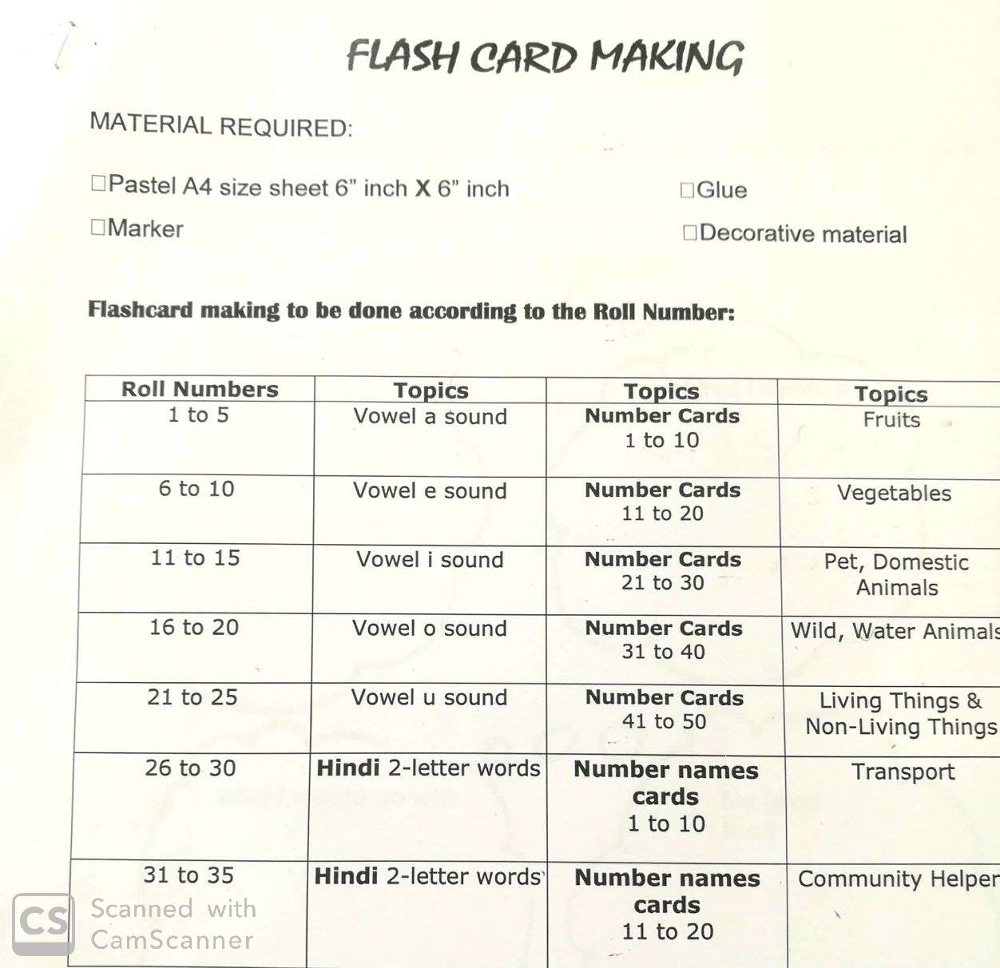 FLASH CARD MAKING
MATERIAL REQUIRED:
☐Pastel A4 size sheet 6” inch X 6” inch ☐Glue
☐Marker ☐Decorative material
Flashcard making to be done according to the Roll Number:
Roll Numbers Topics Topics Topics
1 to 5 Vowel a sound Number Cards Fruits
1 to 10
6 to 10 Vowel e sound Number Cards Vegetables
11 to 20
11 to 15 Vowel i sound Number Cards Pet, Domestic
21 to 30 Animals
16 to 20 Vowel o sound Number Cards Wild, Water Animals
31 to 40
21 to 25 Vowel u sound Number Cards Living Things &
41 to 50 Non-Living Things
26 to 30 Hindi 2-letter words Number names Transport
cards
1 to 10
31 to 35 Hindi 2-letter words Number names Community Helper
cards
11 to 20
CS Scanned with
CamScanner